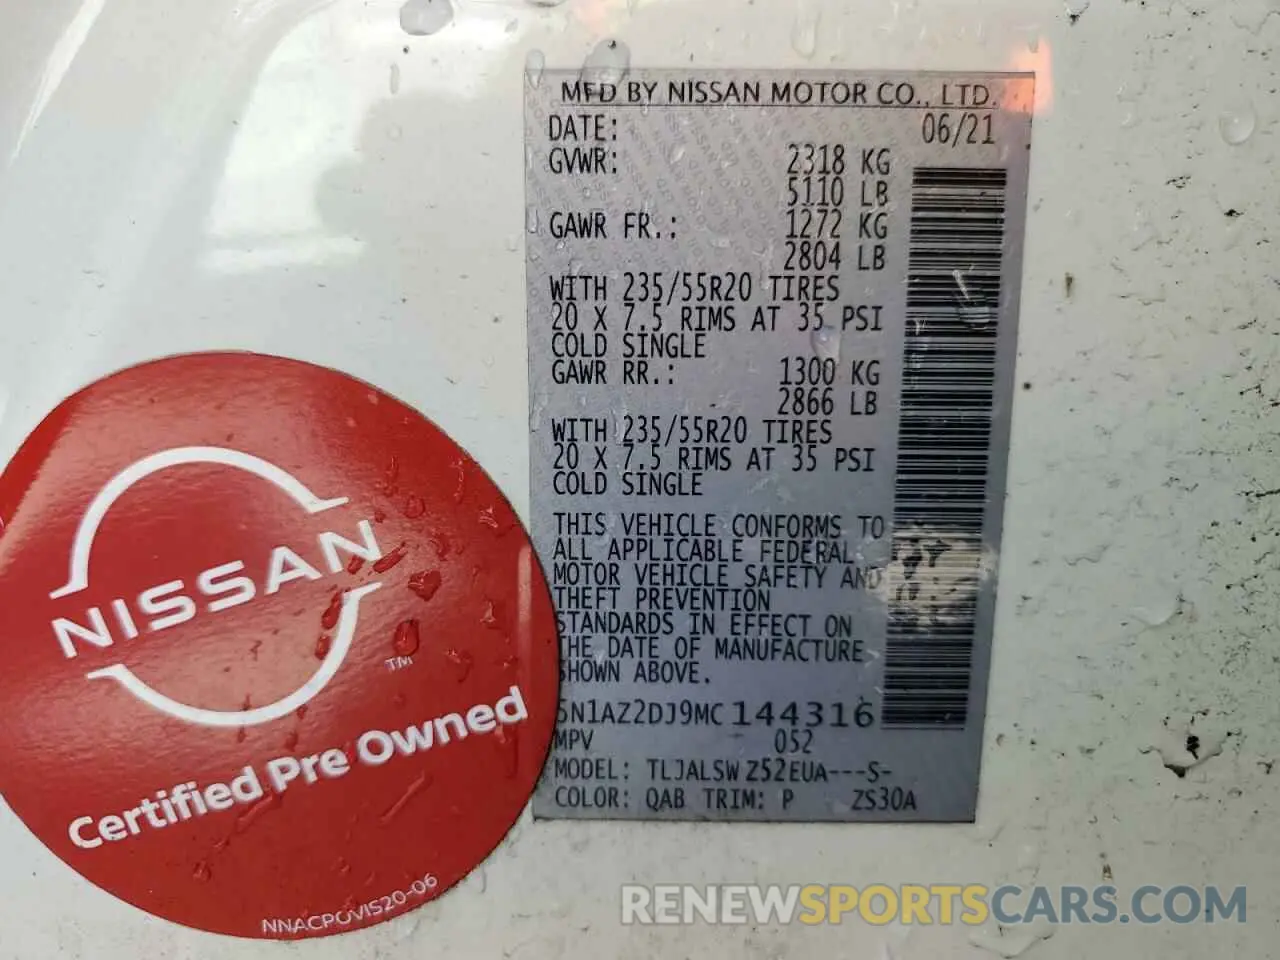 MFD BY NISSAN MOTOR CO., LTD.
DATE: 06/21
GVWR: 2318 KG
5110 LB
GAWR FR.: 1272 KG
2804 LB
WITH 235/55R20 TIRES
20 X 7.5 RIMS AT 35 PSI
COLD SINGLE
GAWR RR.: 1300 KG
2866 LB
WITH 235/55R20 TIRES
20 X 7.5 RIMS AT 35 PSI
COLD SINGLE
THIS VEHICLE CONFORMS TO
ALL APPLICABLE FEDERAL
MOTOR VEHICLE SAFETY AND
THEFT PREVENTION
STANDARDS IN EFFECT ON
THE DATE OF MANUFACTURE
SHOWN ABOVE.
5N1AZ2DJ9MC144316
MPV 052
MODEL: TLJALSWZ52EUA---S-
COLOR: QAB TRIM: P ZS30A
NISSAN
TM
Certified Pre Owned
NNACPOVIS20-06
RENEWSPORTSCARS.COM